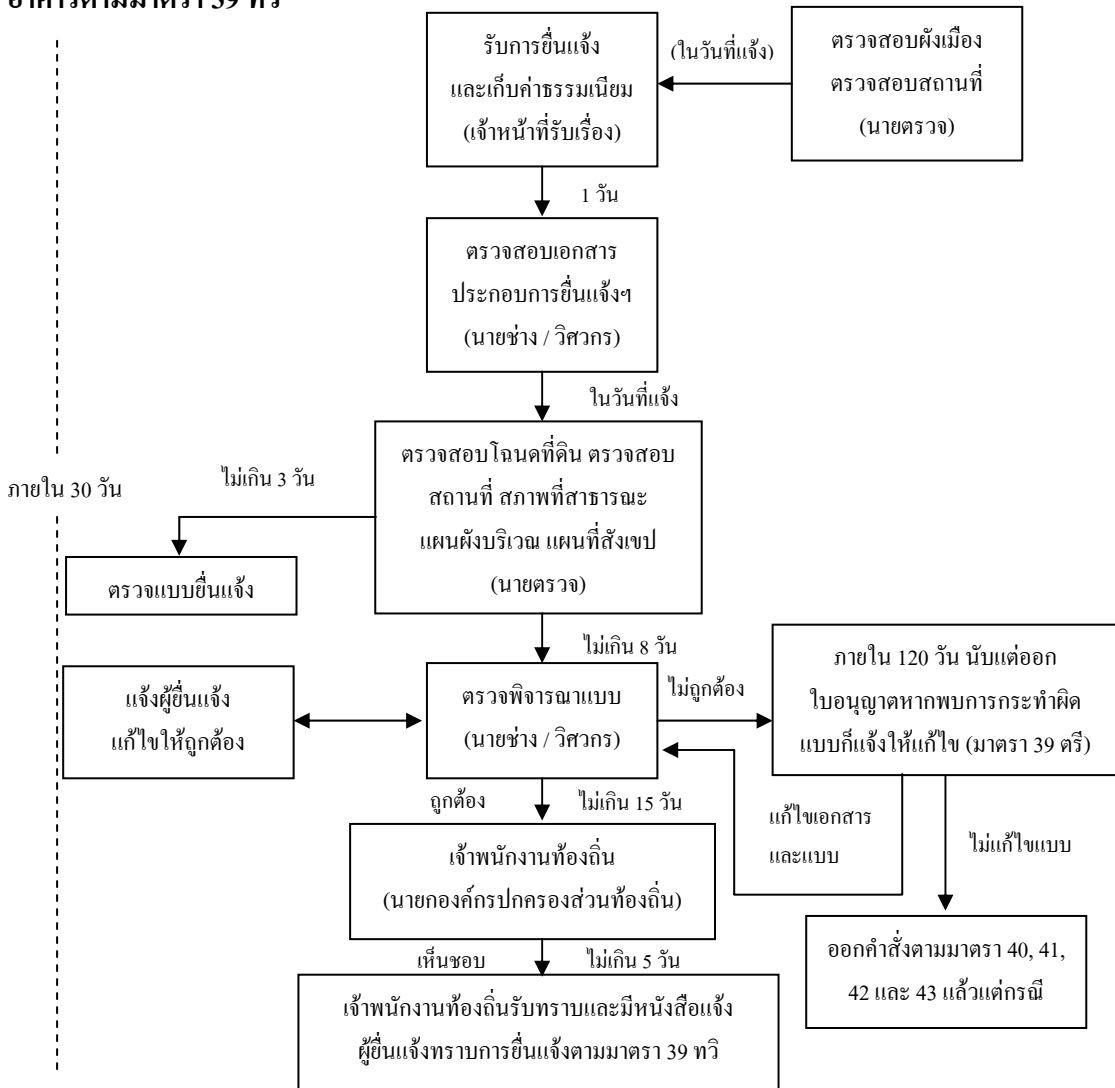 อาคารตามมาตรา 39 ทวิ
รับการยื่นแจ้ง
และเก็บค่าธรรมเนียม
(เจ้าหน้าที่รับเรื่อง)
(ในวันที่แจ้ง)
ตรวจสอบผังเมือง
ตรวจสอบสถานที่
(นายตรวจ)
1 วัน
ตรวจสอบเอกสาร
ประกอบการยื่นแจ้งฯ
(นายช่าง / วิศวกร)
ในวันที่แจ้ง
ตรวจสอบโฉนดที่ดิน ตรวจสอบ
สถานที่ สภาพที่สาธารณะ
แผนผังบริเวณ แผนที่สังเขป
(นายตรวจ)
ไม่เกิน 3 วัน
ภายใน 30 วัน
ตรวจแบบยื่นแจ้ง
ไม่เกิน 8 วัน
แจ้งผู้ยื่นแจ้ง
แก้ไขให้ถูกต้อง
ตรวจพิจารณาแบบ
(นายช่าง / วิศวกร)
ไม่ถูกต้อง
ภายใน 120 วัน นับแต่ออก
ใบอนุญาตหากพบการกระทำผิด
แบบก็แจ้งให้แก้ไข (มาตรา 39 ตรี)
ถูกต้อง
ไม่เกิน 15 วัน
แก้ไขเอกสาร
และแบบ
ไม่แก้ไขแบบ
เจ้าพนักงานท้องถิ่น
(นายกองค์กรปกครองส่วนท้องถิ่น)
เห็นชอบ
ไม่เกิน 5 วัน
ออกคำสั่งตามมาตรา 40, 41,
42 และ 43 แล้วแต่กรณี
เจ้าพนักงานท้องถิ่นรับทราบและมีหนังสือแจ้ง
ผู้ยื่นแจ้งทราบการยื่นแจ้งตามมาตรา 39 ทวิ